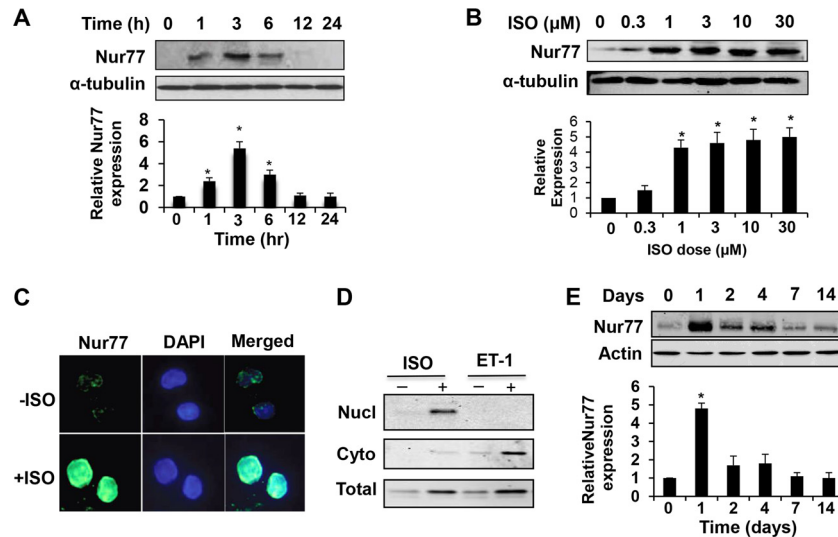 A
Time (h) 0 1 3 6 12 24
Nur77
α-tubulin
Relative Nur77
expression
8
6
4
2
0
0 1 3 6 12 24
* * *
Time (hr)
B
ISO (µM) 0 0.3 1 3 10 30
Nur77
α-tubulin
Relative
Expression
6
5
4
3
2
1
* * * *
0 0.3 1 3 10 30
ISO dose (µM)
C
Nur77 DAPI Merged
-ISO
+ISO
D
ISO ET-1
– + – +
Nucl
Cyto
Total
E
Days 0 1 2 4 7 14
Nur77
Actin
RelativeNur77
expression
6
5
4
3
2
1
0
*
0 1 2 4 7 14
Time (days)